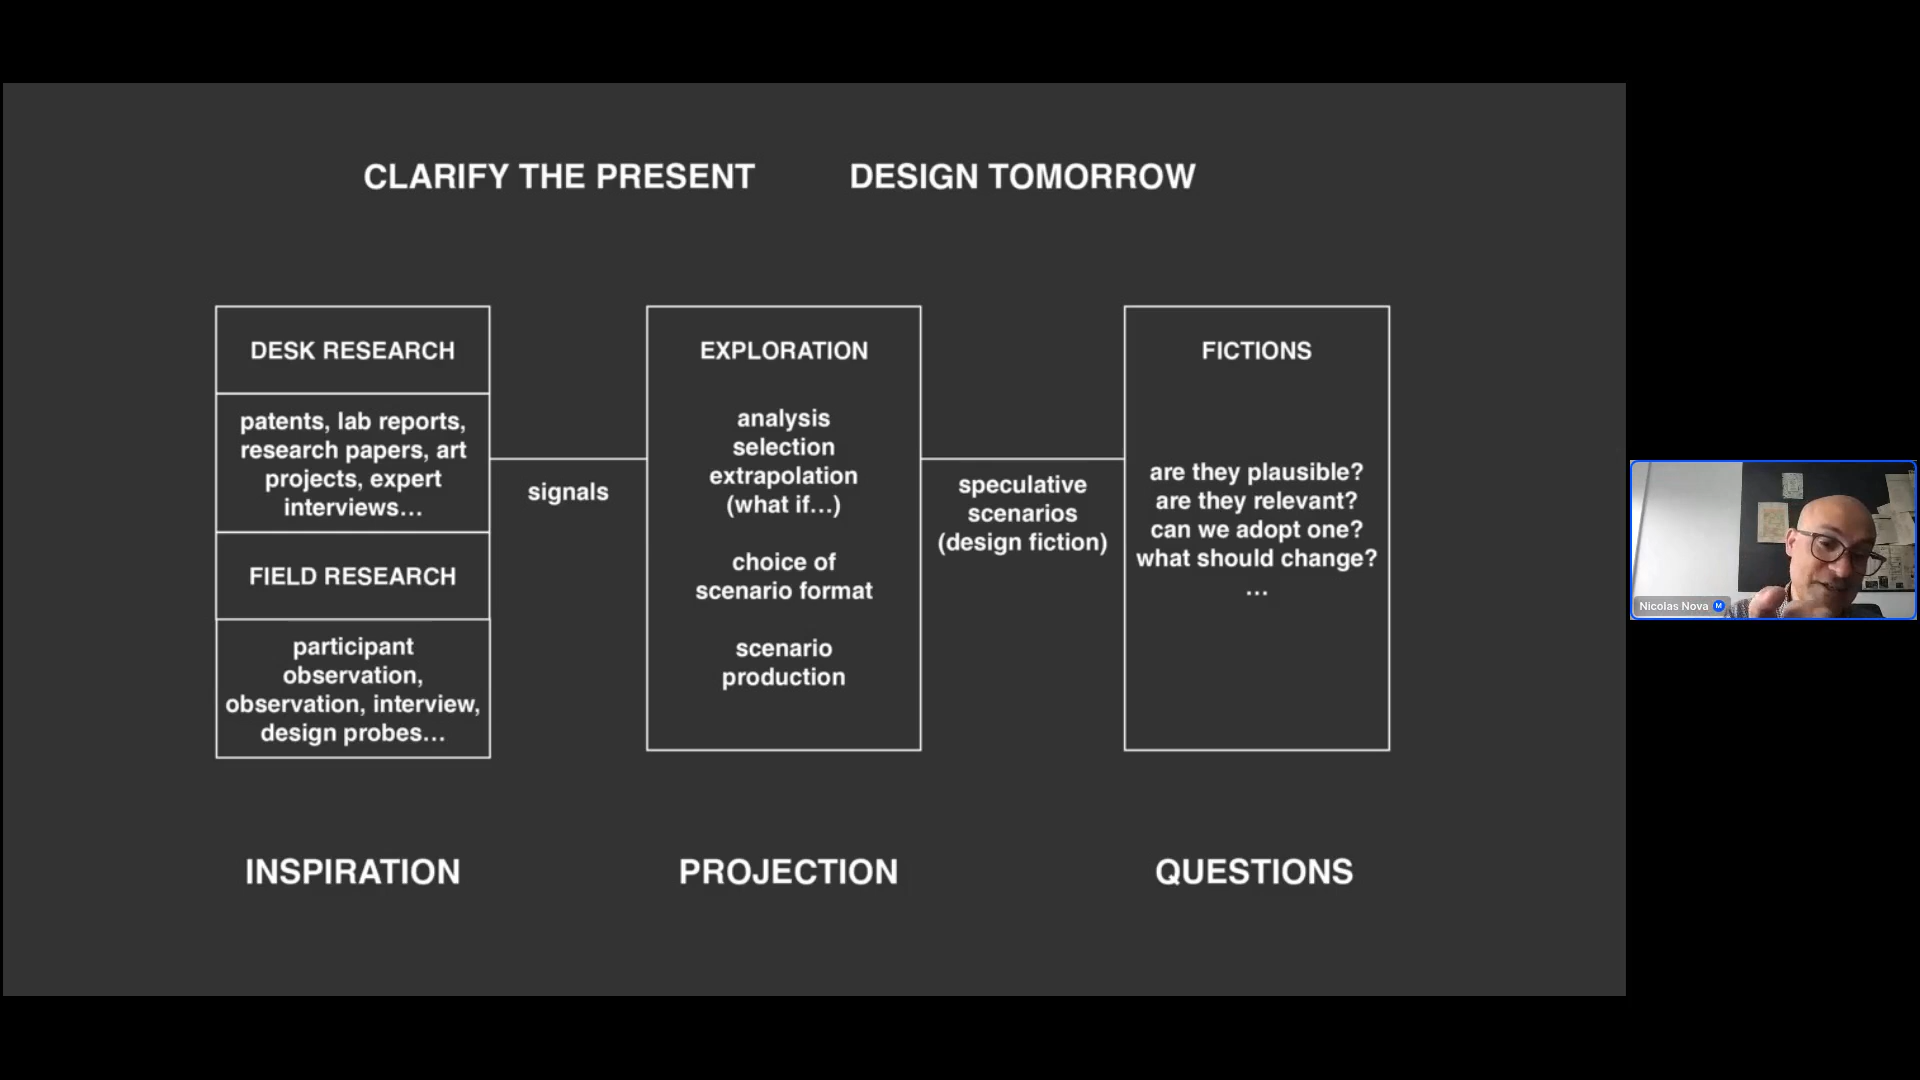 CLARIFY THE PRESENT
DESIGN TOMORROW
DESK RESEARCH
patents, lab reports,
research papers, art
projects, expert
interviews…
FIELD RESEARCH
participant
observation,
observation, interview,
design probes…
signals
EXPLORATION
analysis
selection
extrapolation
(what if…)
choice of
scenario format
scenario
production
speculative
scenarios
(design fiction)
FICTIONS
are they plausible?
are they relevant?
can we adopt one?
what should change?
…
INSPIRATION
PROJECTION
QUESTIONS
Nicolas Nova
M